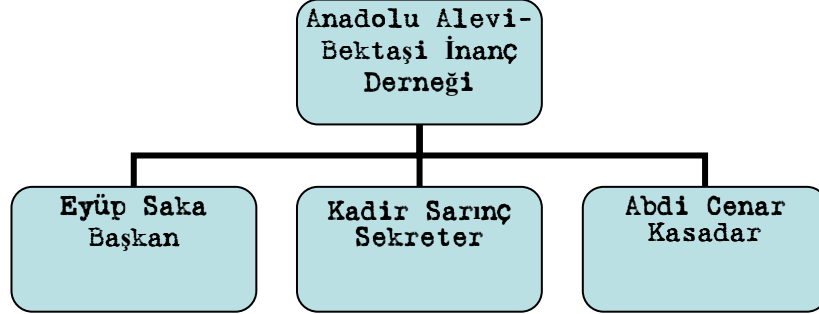 Anadolu Alevi-
Bektaşi İnanç
Derneği
Eyüp Saka
Başkan
Kadir Sarınç
Sekreter
Abdi Cenar
Kasadar